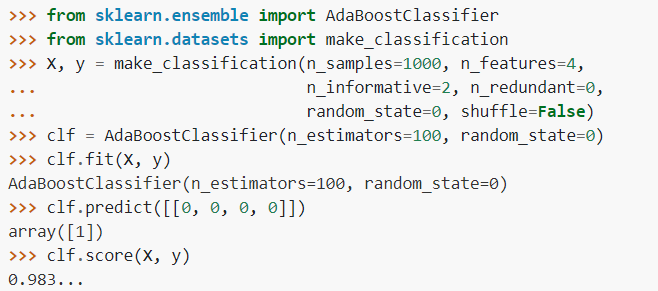 >>> from sklearn.ensemble import AdaBoostClassifier
>>> from sklearn.datasets import make_classification
>>> X, y = make_classification(n_samples=1000, n_features=4,
...                            n_informative=2, n_redundant=0,
...                            random_state=0, shuffle=False)
>>> clf = AdaBoostClassifier(n_estimators=100, random_state=0)
>>> clf.fit(X, y)
AdaBoostClassifier(n_estimators=100, random_state=0)
>>> clf.predict([[0, 0, 0, 0]])
array([1])
>>> clf.score(X, y)
0.983...